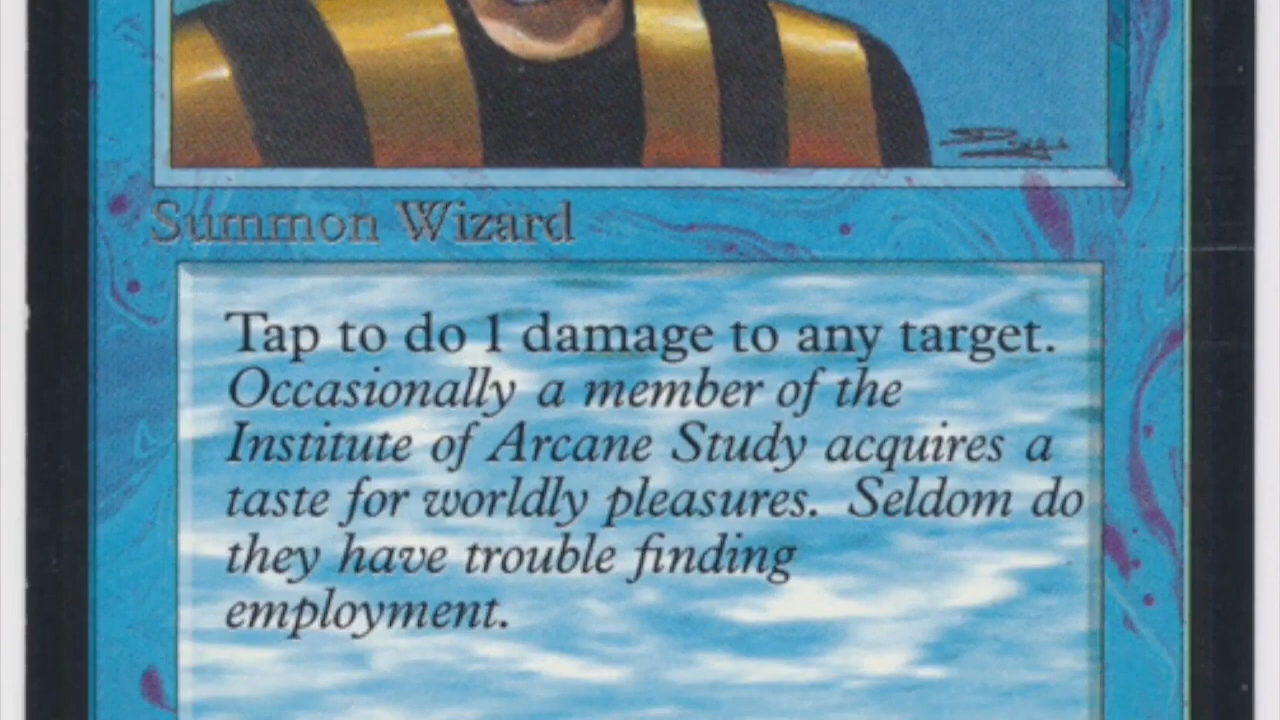 Summon Wizard
Tap to do 1 damage to any target.
Occasionally a member of the
Institute of Arcane Study acquires a
taste for worldly pleasures. Seldom do
they have trouble finding
employment.